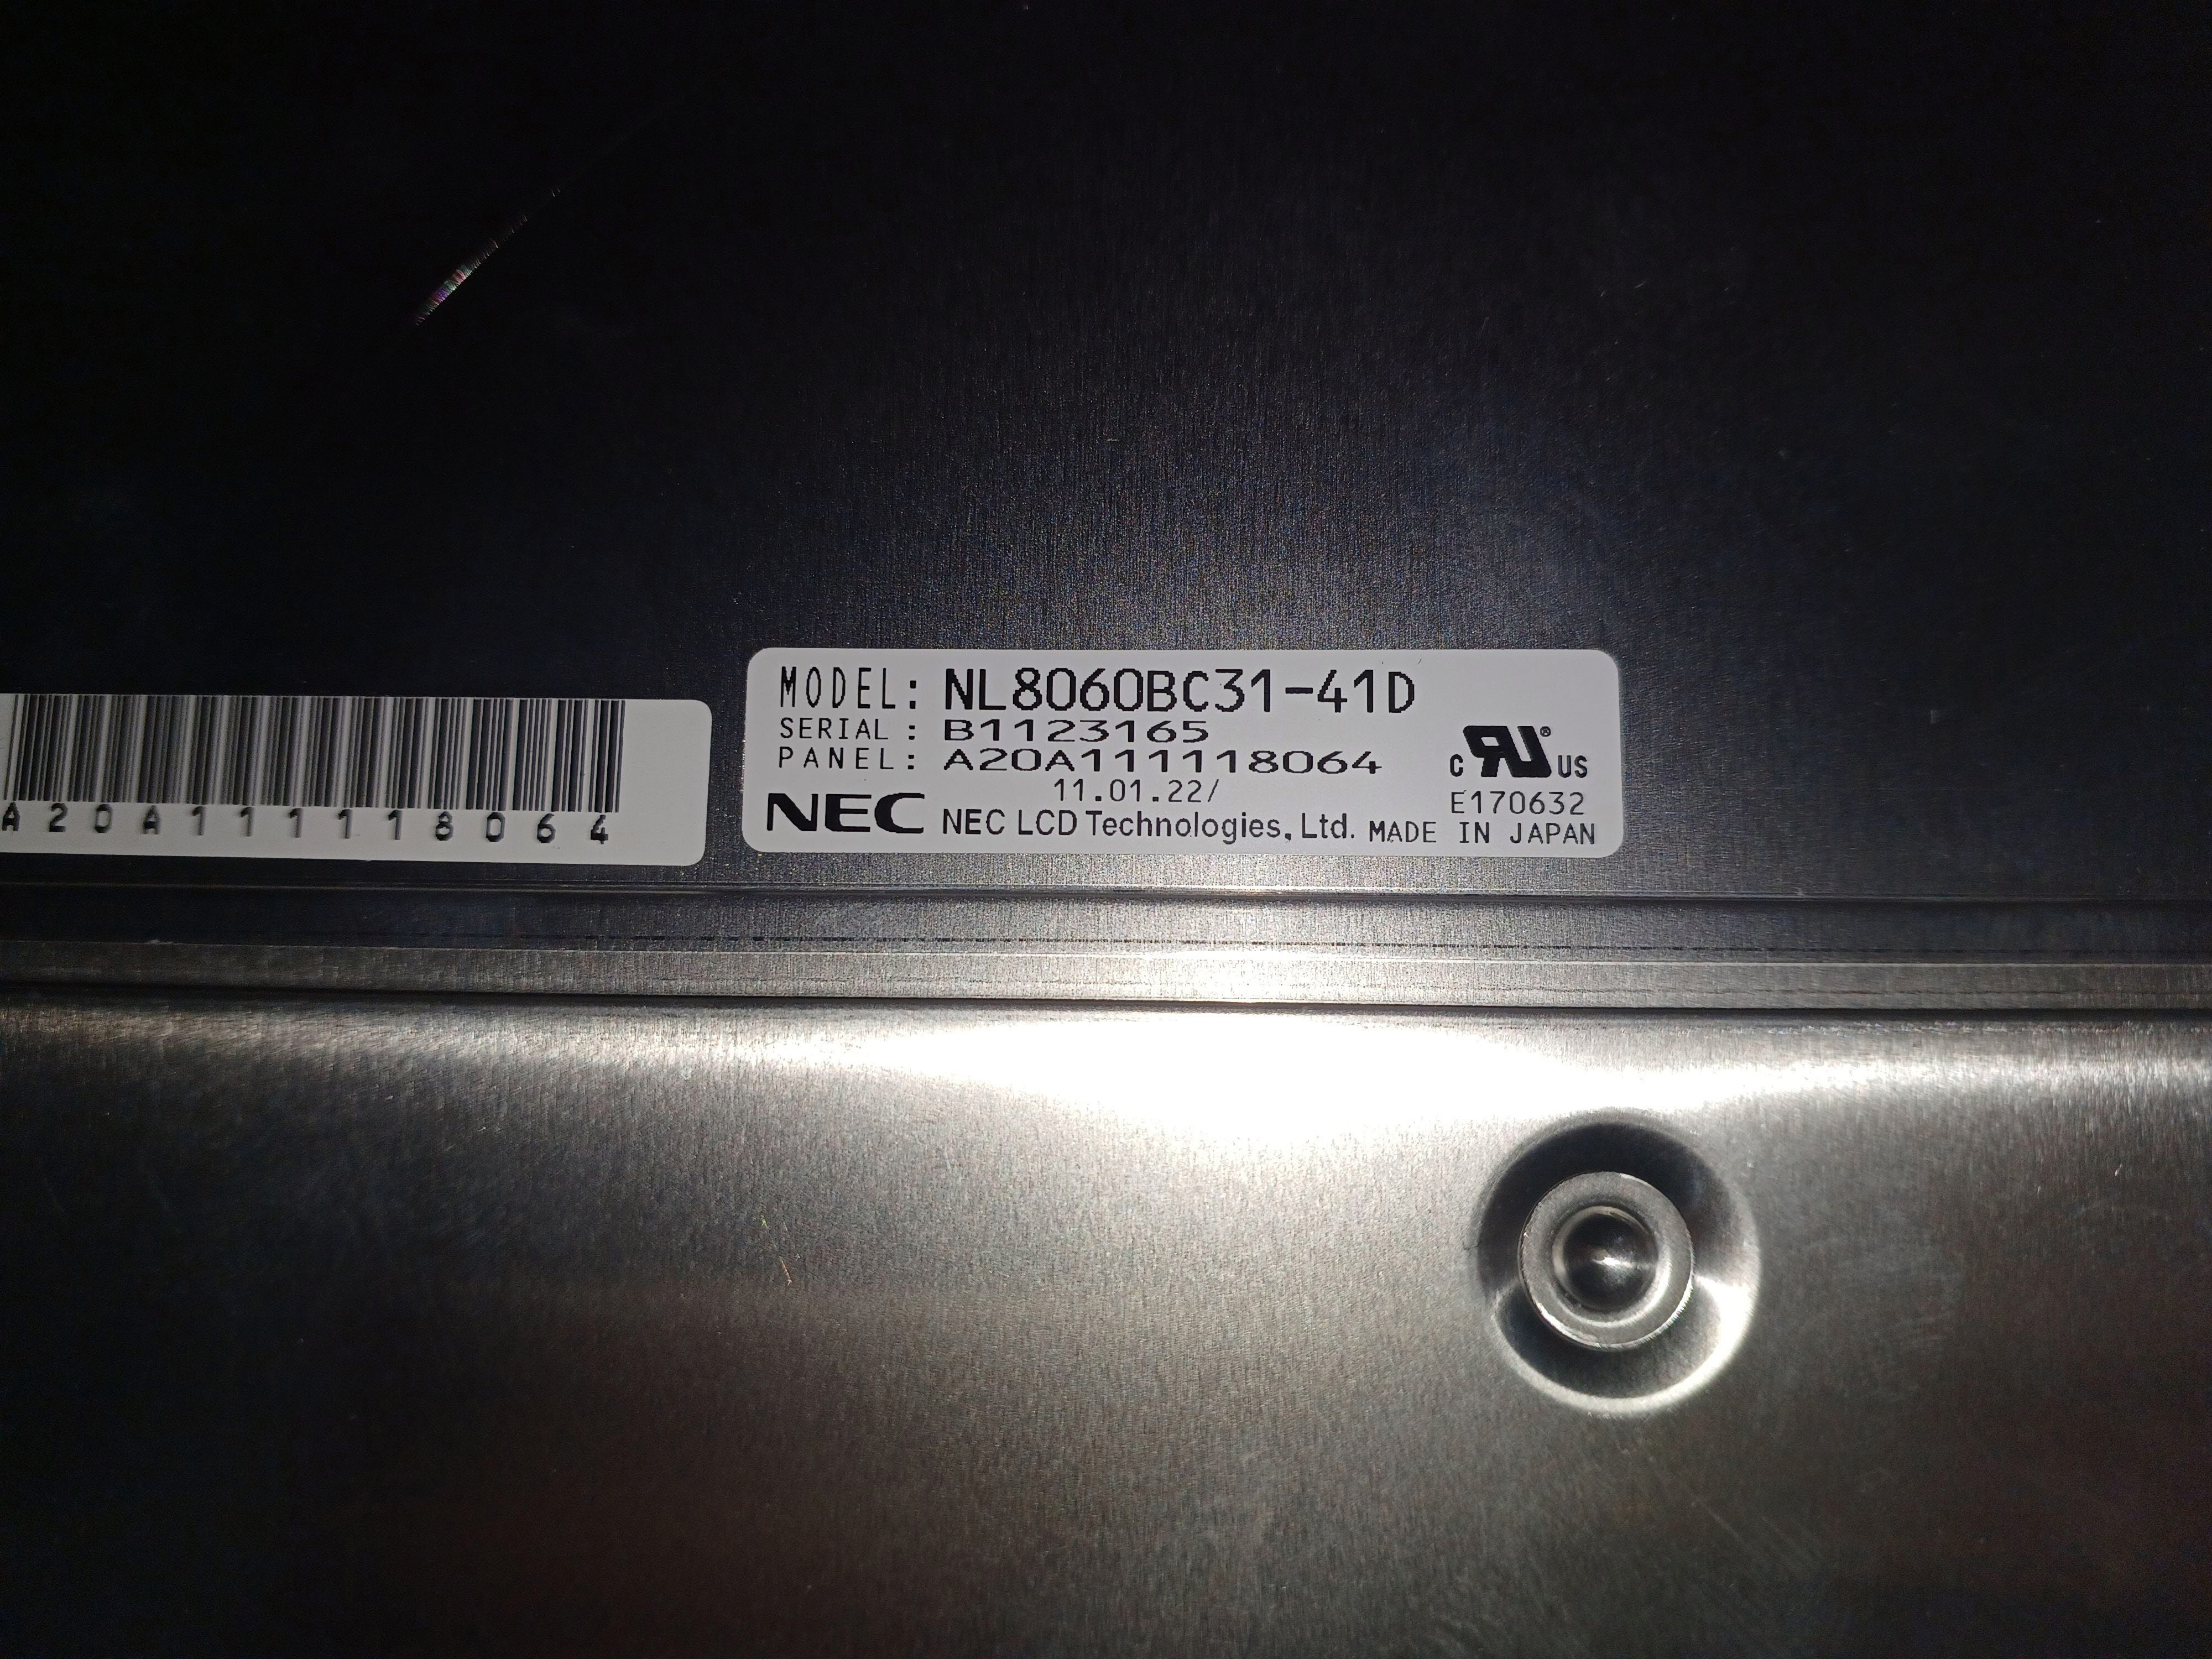 MODEL: NL8060BC31-41D
SERIAL: B1123165
PANEL: A20A111118064
11.01.22/
NEC NEC LCD Technologies, Ltd. MADE IN JAPAN
c RU® US
E170632
A20A111118064